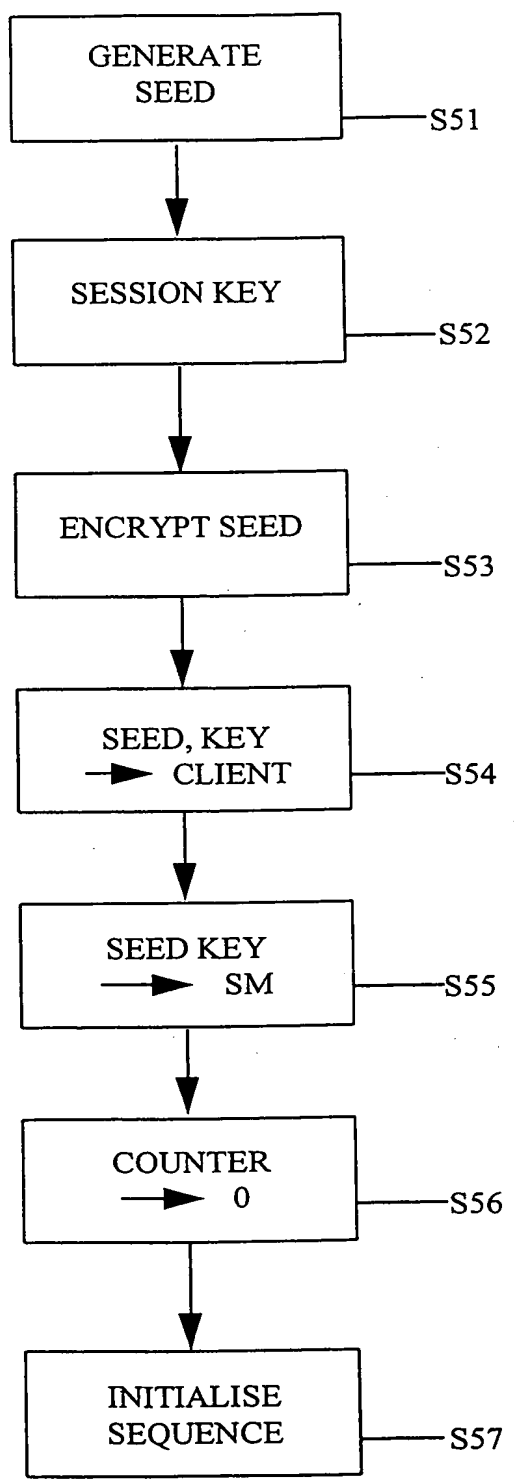 GENERATE
SEED
S51
SESSION KEY
S52
ENCRYPT SEED
S53
SEED, KEY
CLIENT
S54
SEED KEY
SM
S55
COUNTER
0
S56
INITIALISE
SEQUENCE
S57